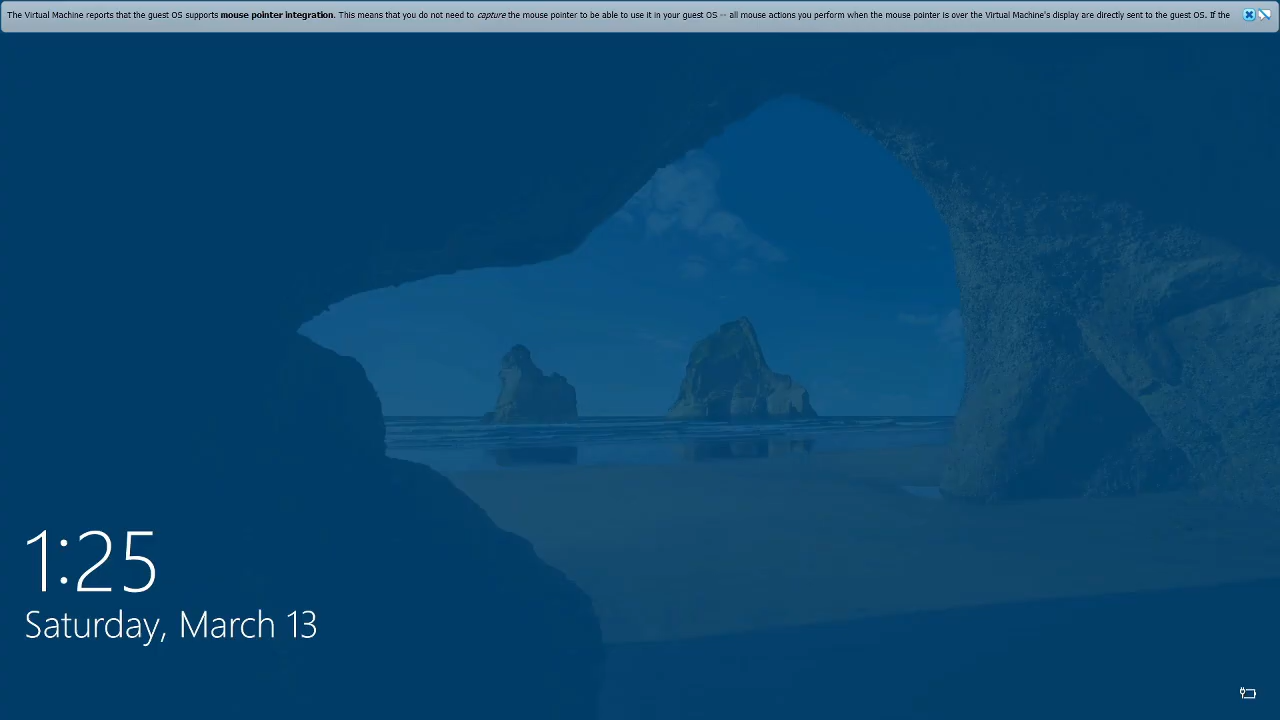 The Virtual Machine reports that the guest OS supports mouse pointer integration. This means that you do not need to capture the mouse pointer to be able to use it in your guest OS -- all mouse actions you perform when the mouse pointer is over the Virtual Machine's display are directly sent to the guest OS. If the
1:25
Saturday, March 13